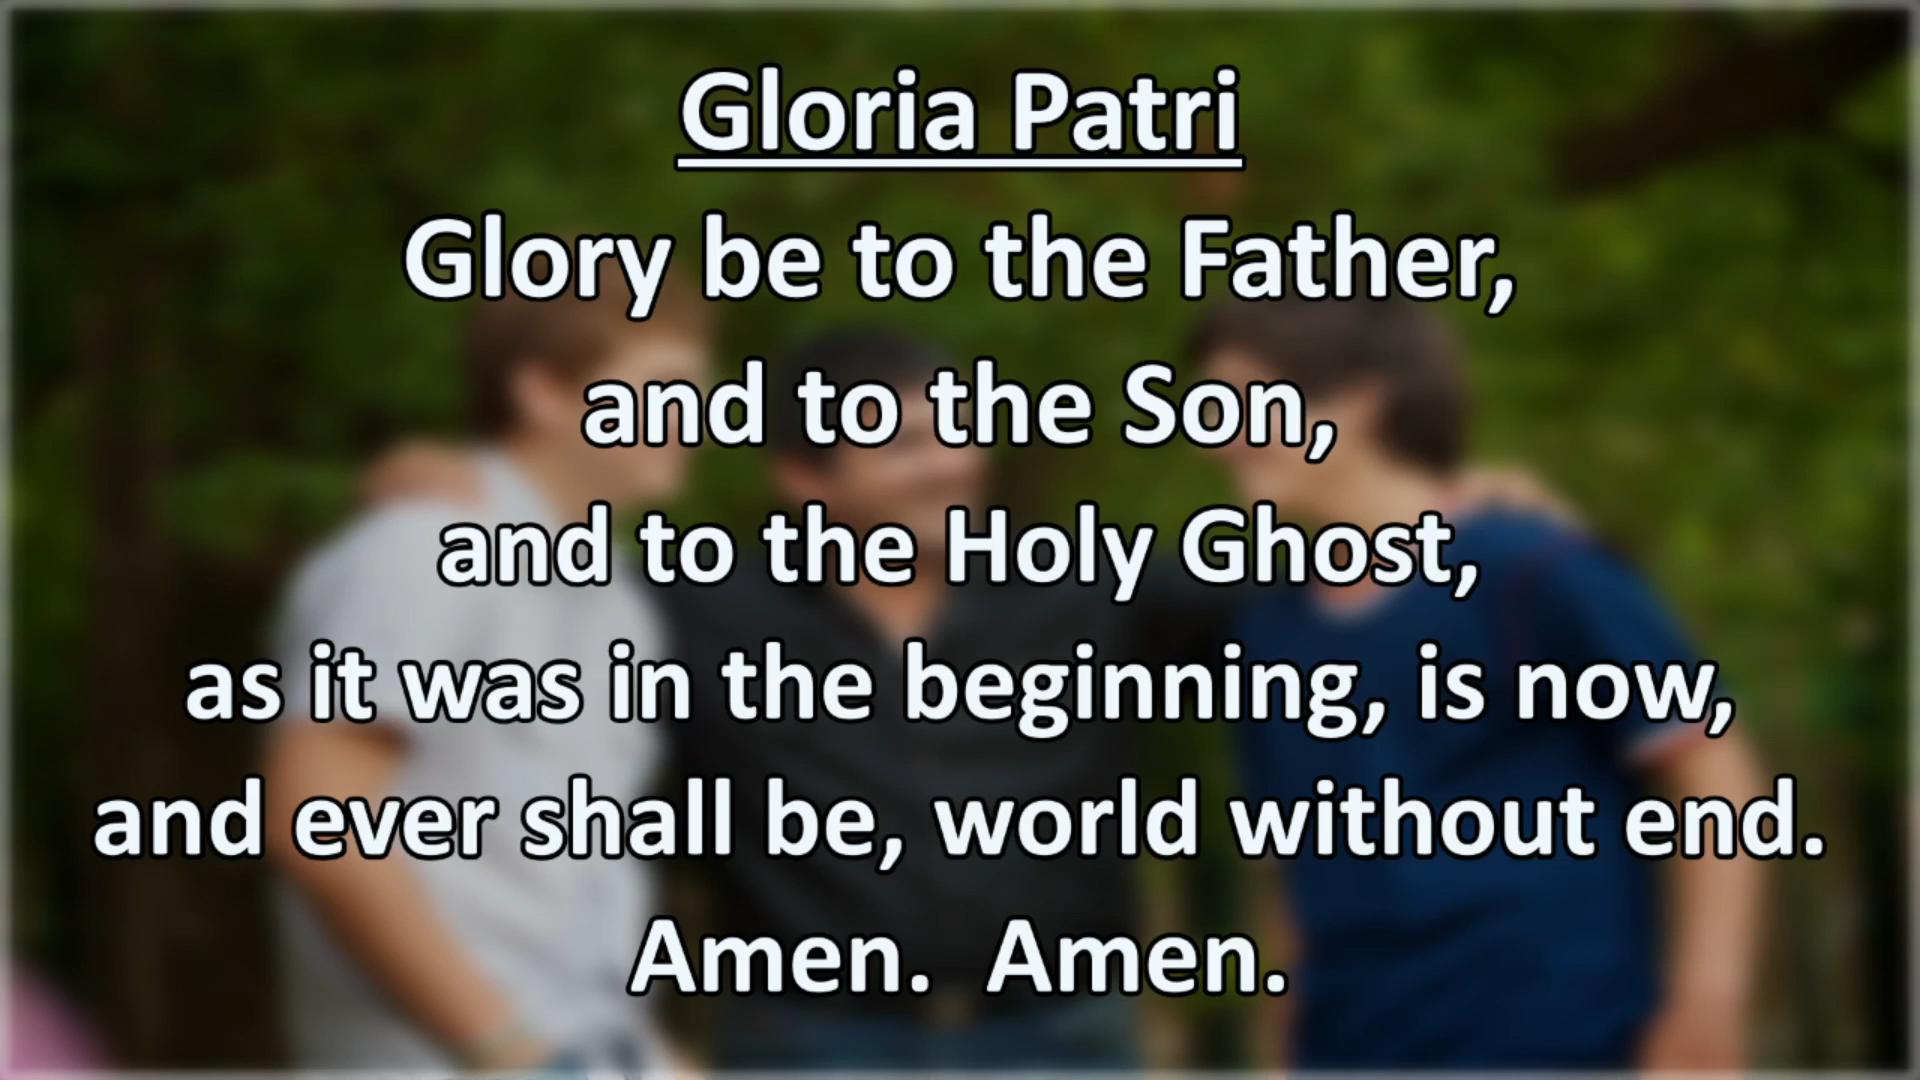 Gloria Patri
Glory be to the Father,
and to the Son,
and to the Holy Ghost,
as it was in the beginning, is now,
and ever shall be, world without end.
Amen.  Amen.